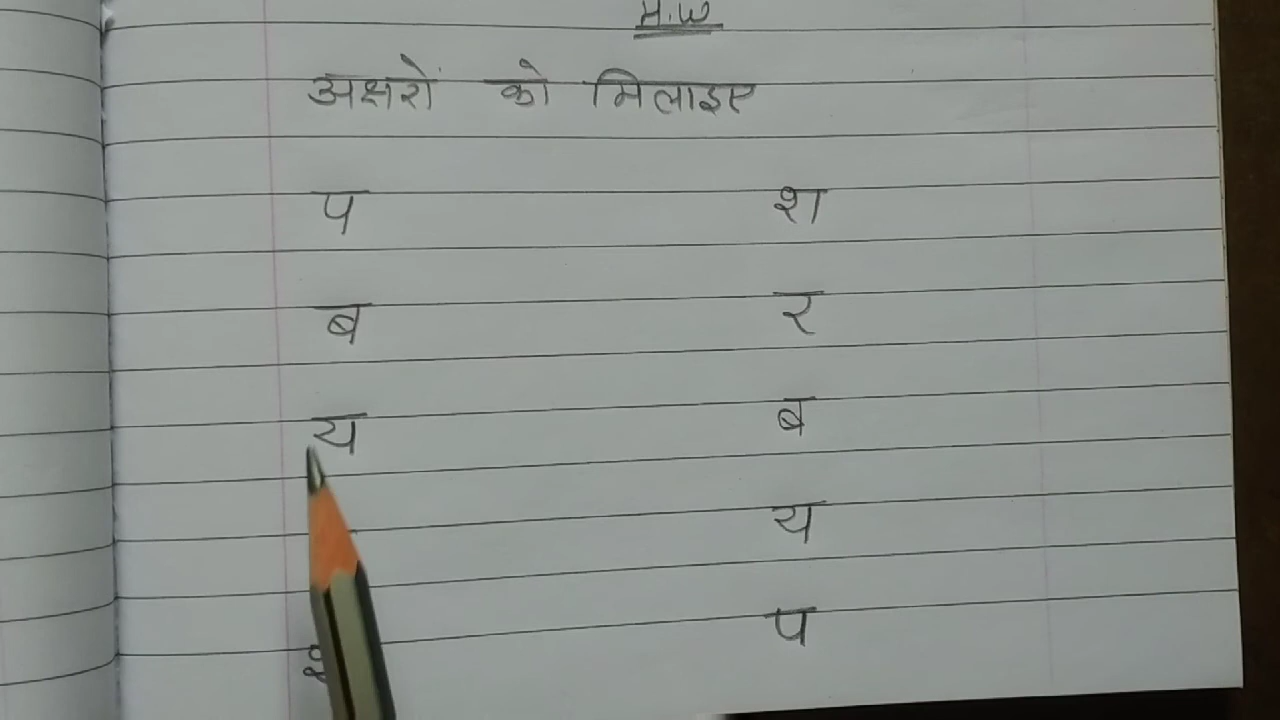 H.W
अक्षरों को मिलाइए
प श
ब र
य ब
य
प